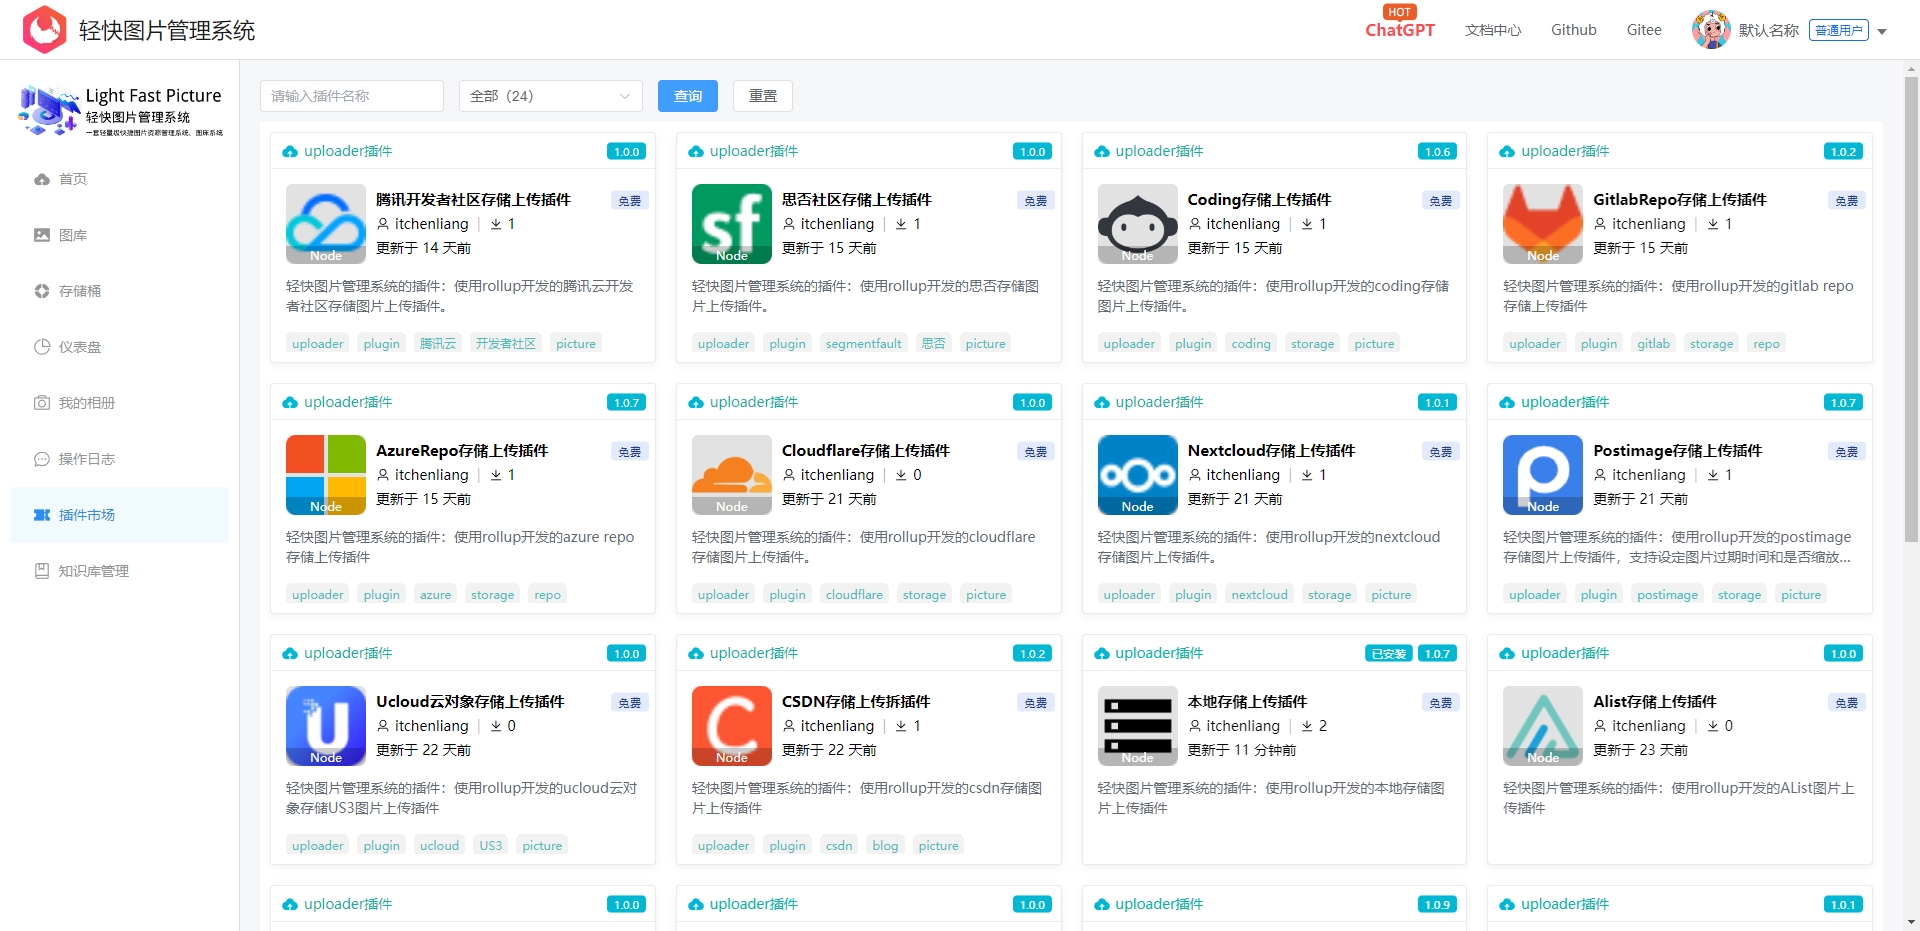 轻快图片管理系统
HOT
ChatGPT
文档中心
Github
Gitee
默认名称
普通用户
Light Fast Picture
轻快图片管理系统
一套轻量级快捷图片资源管理系统、图床系统
首页
图库
存储桶
仪表盘
我的相册
操作日志
插件市场
知识库管理
请输入插件名称
全部（24）
查询
重置
uploader插件
1.0.0
腾讯开发者社区存储上传插件
免费
itchenliang | 1
更新于 14 天前
Node
轻快图片管理系统的插件：使用rollup开发的腾讯云开发
者社区存储图片上传插件。
uploader plugin 腾讯云 开发者社区 picture
uploader插件
1.0.0
思否社区存储上传插件
免费
itchenliang | 1
更新于 15 天前
sf
Node
轻快图片管理系统的插件：使用rollup开发的思否存储图
片上传插件。
uploader plugin segmentfault 思否 picture
uploader插件
1.0.6
Coding存储上传插件
免费
itchenliang | 1
更新于 15 天前
Node
轻快图片管理系统的插件：使用rollup开发的coding存储
图片上传插件。
uploader plugin coding storage picture
uploader插件
1.0.2
GitlabRepo存储上传插件
免费
itchenliang | 1
更新于 15 天前
Node
轻快图片管理系统的插件：使用rollup开发的gitlab repo
存储上传插件
uploader plugin gitlab storage repo
uploader插件
1.0.7
AzureRepo存储上传插件
免费
itchenliang | 1
更新于 15 天前
Node
轻快图片管理系统的插件：使用rollup开发的azure repo
存储上传插件
uploader plugin azure storage repo
uploader插件
1.0.0
Cloudflare存储上传插件
免费
itchenliang | 0
更新于 21 天前
Node
轻快图片管理系统的插件：使用rollup开发的cloudflare
存储图片上传插件。
uploader plugin cloudflare storage picture
uploader插件
1.0.1
Nextcloud存储上传插件
免费
itchenliang | 1
更新于 21 天前
Node
轻快图片管理系统的插件：使用rollup开发的nextcloud
存储图片上传插件。
uploader plugin nextcloud storage picture
uploader插件
1.0.7
Postimage存储上传插件
免费
itchenliang | 1
更新于 21 天前
Node
轻快图片管理系统的插件：使用rollup开发的postimage
存储图片上传插件，支持设定图片过期时间和是否缩放...
uploader plugin postimage storage picture
uploader插件
1.0.0
Ucloud云对象存储上传插件
免费
itchenliang | 0
更新于 22 天前
U
Node
轻快图片管理系统的插件：使用rollup开发的ucloud云对
象存储US3图片上传插件
uploader plugin ucloud US3 picture
uploader插件
1.0.2
CSDN存储上传拆插件
免费
itchenliang | 1
更新于 22 天前
C
Node
轻快图片管理系统的插件：使用rollup开发的csdn存储图
片上传插件
uploader plugin csdn blog picture
uploader插件
已安装 1.0.7
本地存储上传插件
免费
itchenliang | 2
更新于 11 分钟前
Node
轻快图片管理系统的插件：使用rollup开发的本地存储图
片上传插件
uploader插件
1.0.0
Alist存储上传插件
免费
itchenliang | 0
更新于 23 天前
Node
轻快图片管理系统的插件：使用rollup开发的AList图片上
传插件
uploader插件
1.0.0
uploader插件
1.0.0
uploader插件
1.0.9
uploader插件
1.0.1